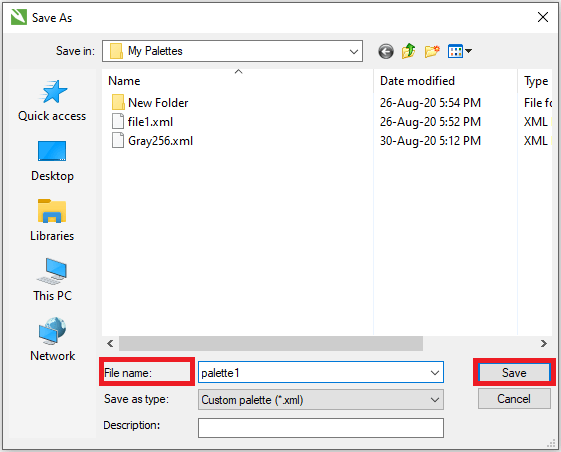 Save As
Save in: My Palettes
Name Date modified Type
New Folder 26-Aug-20 5:54 PM File fo
file1.xml 26-Aug-20 5:52 PM XML
Gray256.xml 30-Aug-20 5:12 PM XML
Quick access
Desktop
Libraries
This PC
Network
File name: palette1 Save
Save as type: Custom palette (*.xml) Cancel
Description: